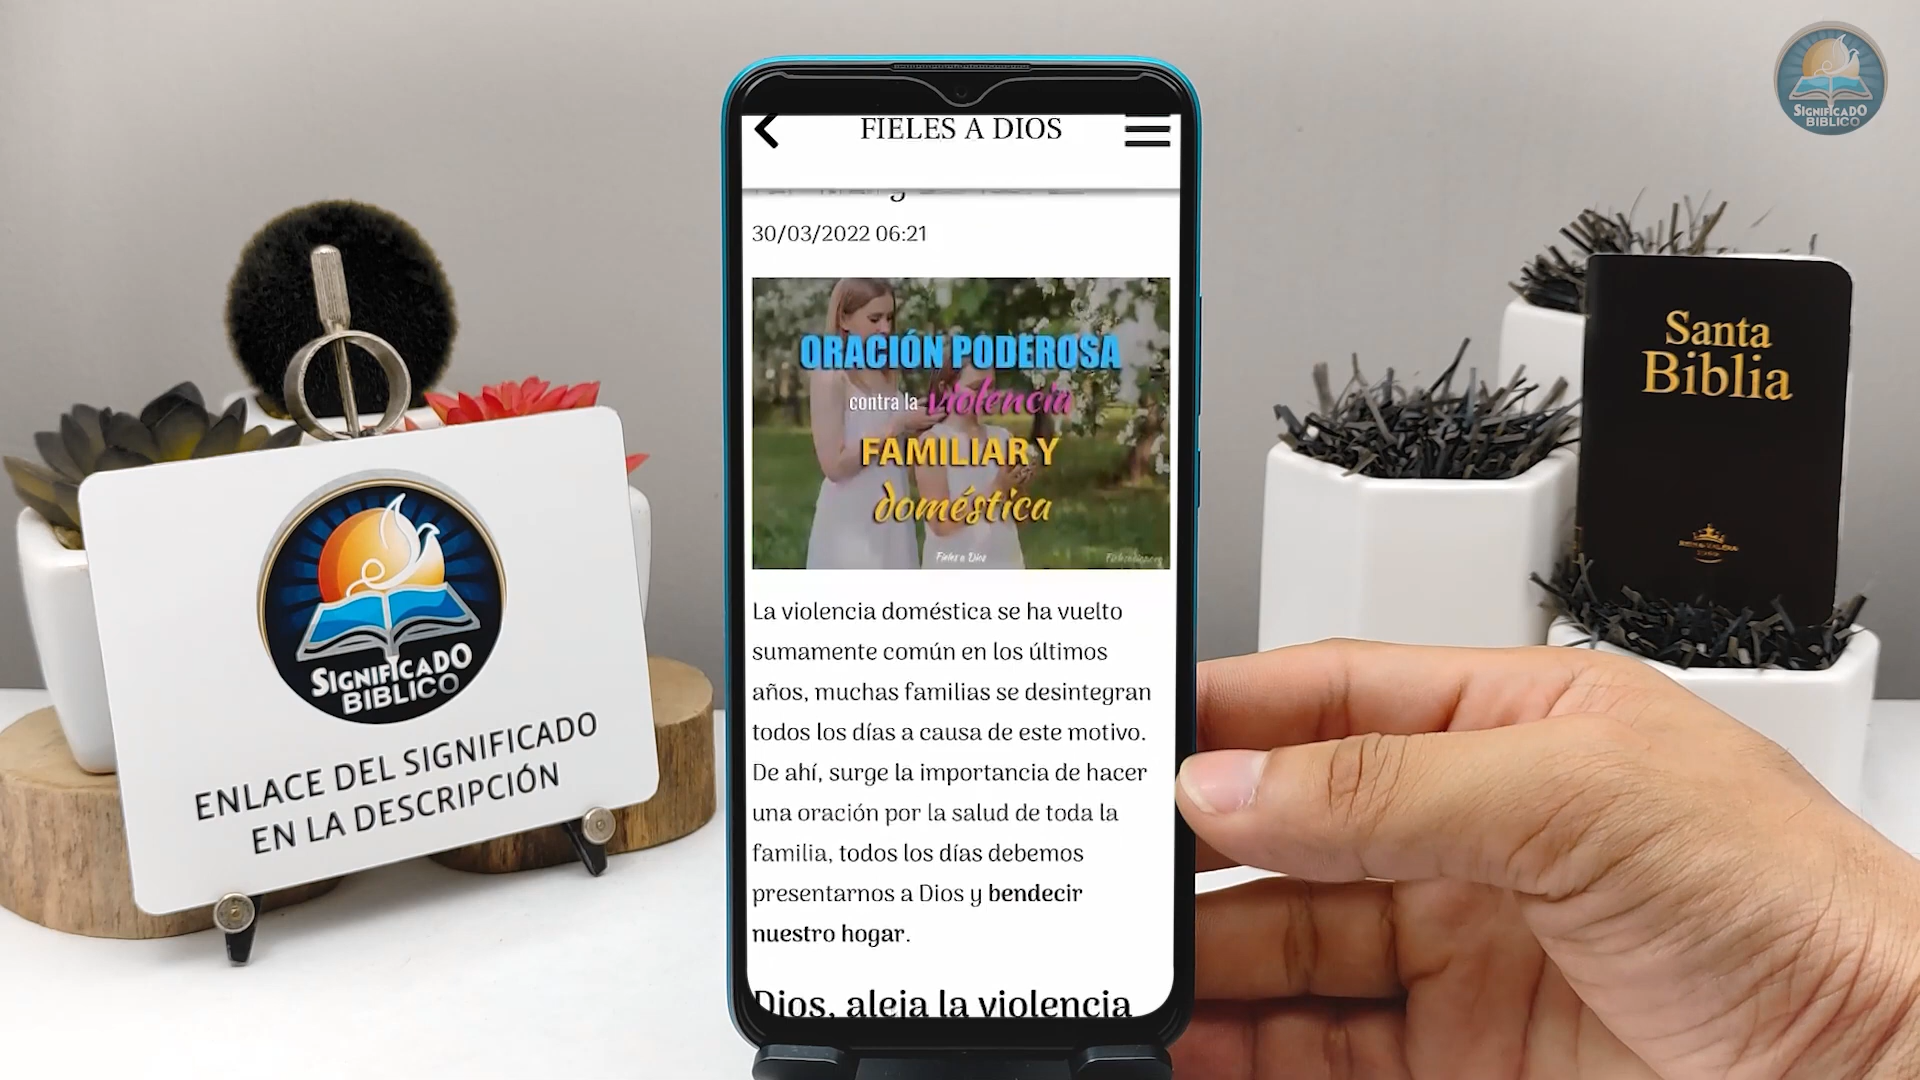 SIGNIFICADO
BIBLICO
FIELES A DIOS
30/03/2022 06:21
ORACIÓN PODEROSA
contra la violencia
FAMILIAR Y
doméstica
Fieles a Dios
La violencia doméstica se ha vuelto
sumamente común en los últimos
años, muchas familias se desintegran
todos los días a causa de este motivo.
De ahí, surge la importancia de hacer
una oración por la salud de toda la
familia, todos los días debemos
presentarnos a Dios y bendecir
nuestro hogar.
Dios, aleja la violencia
SIGNIFICADO
BIBLICO
ENLACE DEL SIGNIFICADO
EN LA DESCRIPCIÓN
Santa
Biblia